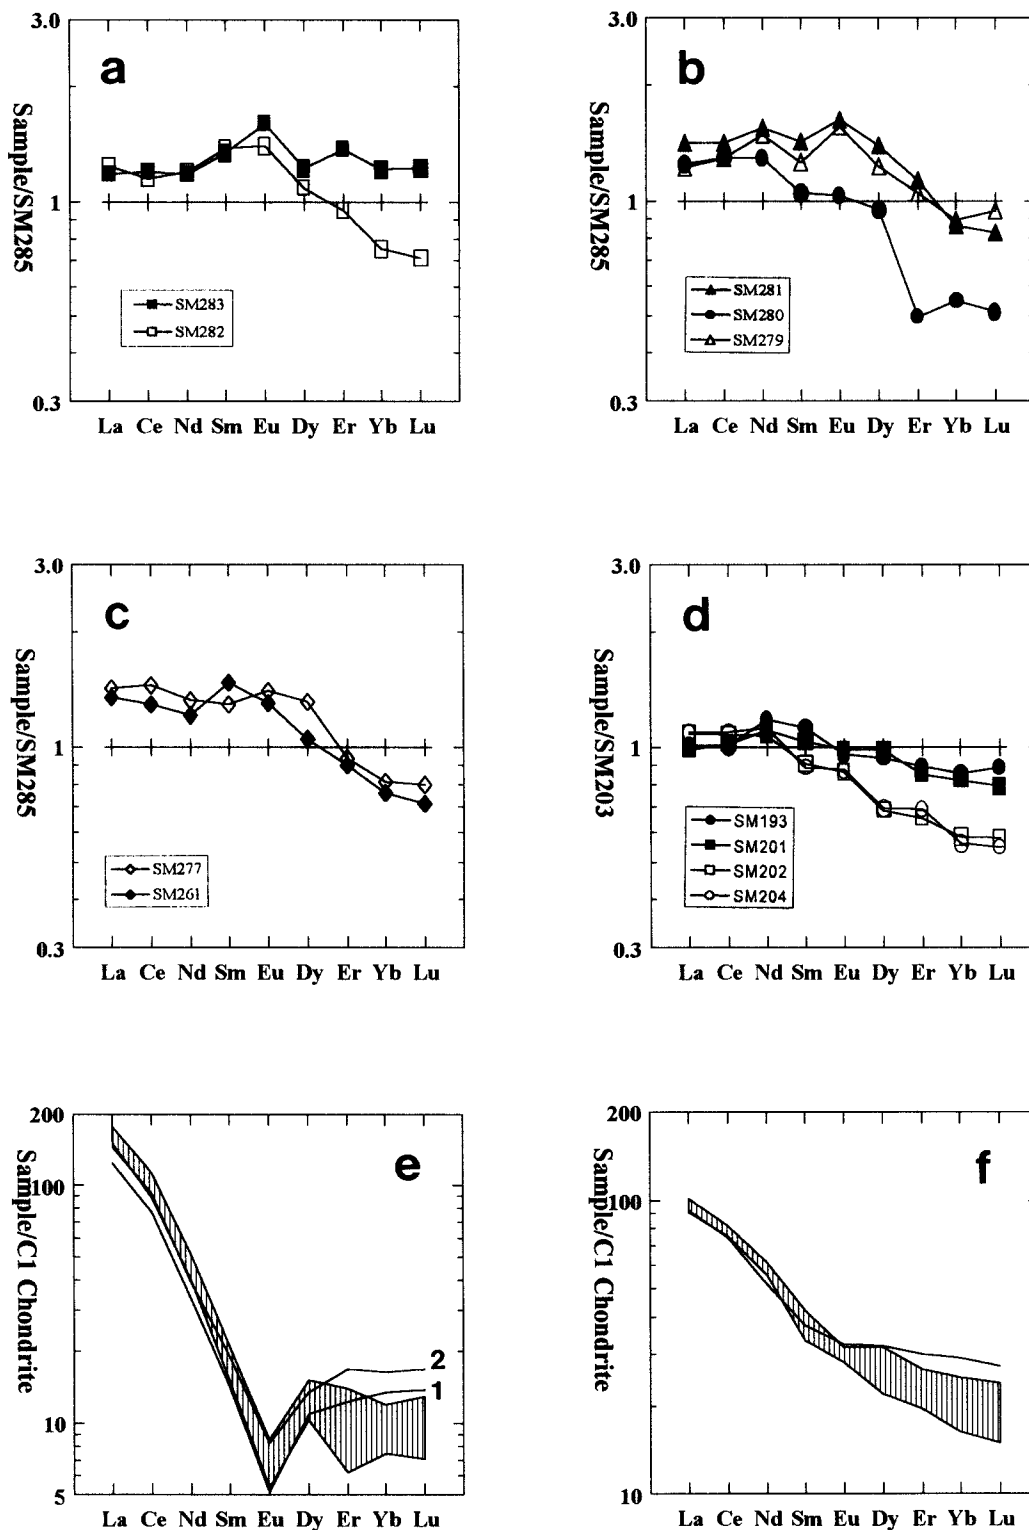 3.0
a
Sample/SM285
1
SM283
SM282
0.3
La Ce Nd Sm Eu Dy Er Yb Lu
3.0
b
Sample/SM285
1
SM281
SM280
SM279
0.3
La Ce Nd Sm Eu Dy Er Yb Lu
3.0
c
Sample/SM285
1
SM277
SM261
0.3
La Ce Nd Sm Eu Dy Er Yb Lu
3.0
d
Sample/SM203
1
SM193
SM201
SM202
SM204
0.3
La Ce Nd Sm Eu Dy Er Yb Lu
200
e
100
Sample/C1 Chondrite
2
1
10
5
La Ce Nd Sm Eu Dy Er Yb Lu
200
f
100
Sample/C1 Chondrite
10
La Ce Nd Sm Eu Dy Er Yb Lu